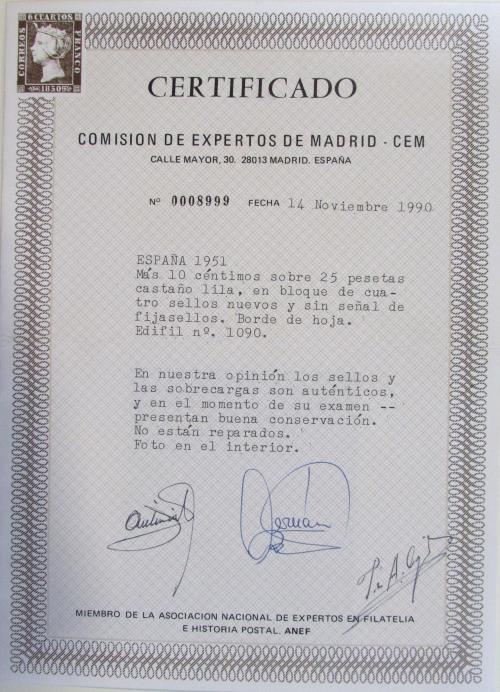 6 CUARTOS
CORREOS
FRANCO
1850
CERTIFICADO
COMISION DE EXPERTOS DE MADRID - CEM
CALLE MAYOR, 30. 28013 MADRID. ESPAÑA
Nº 0008999 FECHA 14 Noviembre 1990
ESPAÑA 1951
Más 10 céntimos sobre 25 pesetas
castaño lila, en bloque de cua-
tro sellos nuevos y sin señal de
fijasellos. Borde de hoja.
Edifil nº. 1090.
En nuestra opinión los sellos y
las sobrecargas son auténticos,
y en el momento de su examen --
presentan buena conservación.
No están reparados.
Foto en el interior.
MIEMBRO DE LA ASOCIACION NACIONAL DE EXPERTOS EN FILATELIA
E HISTORIA POSTAL. ANEF